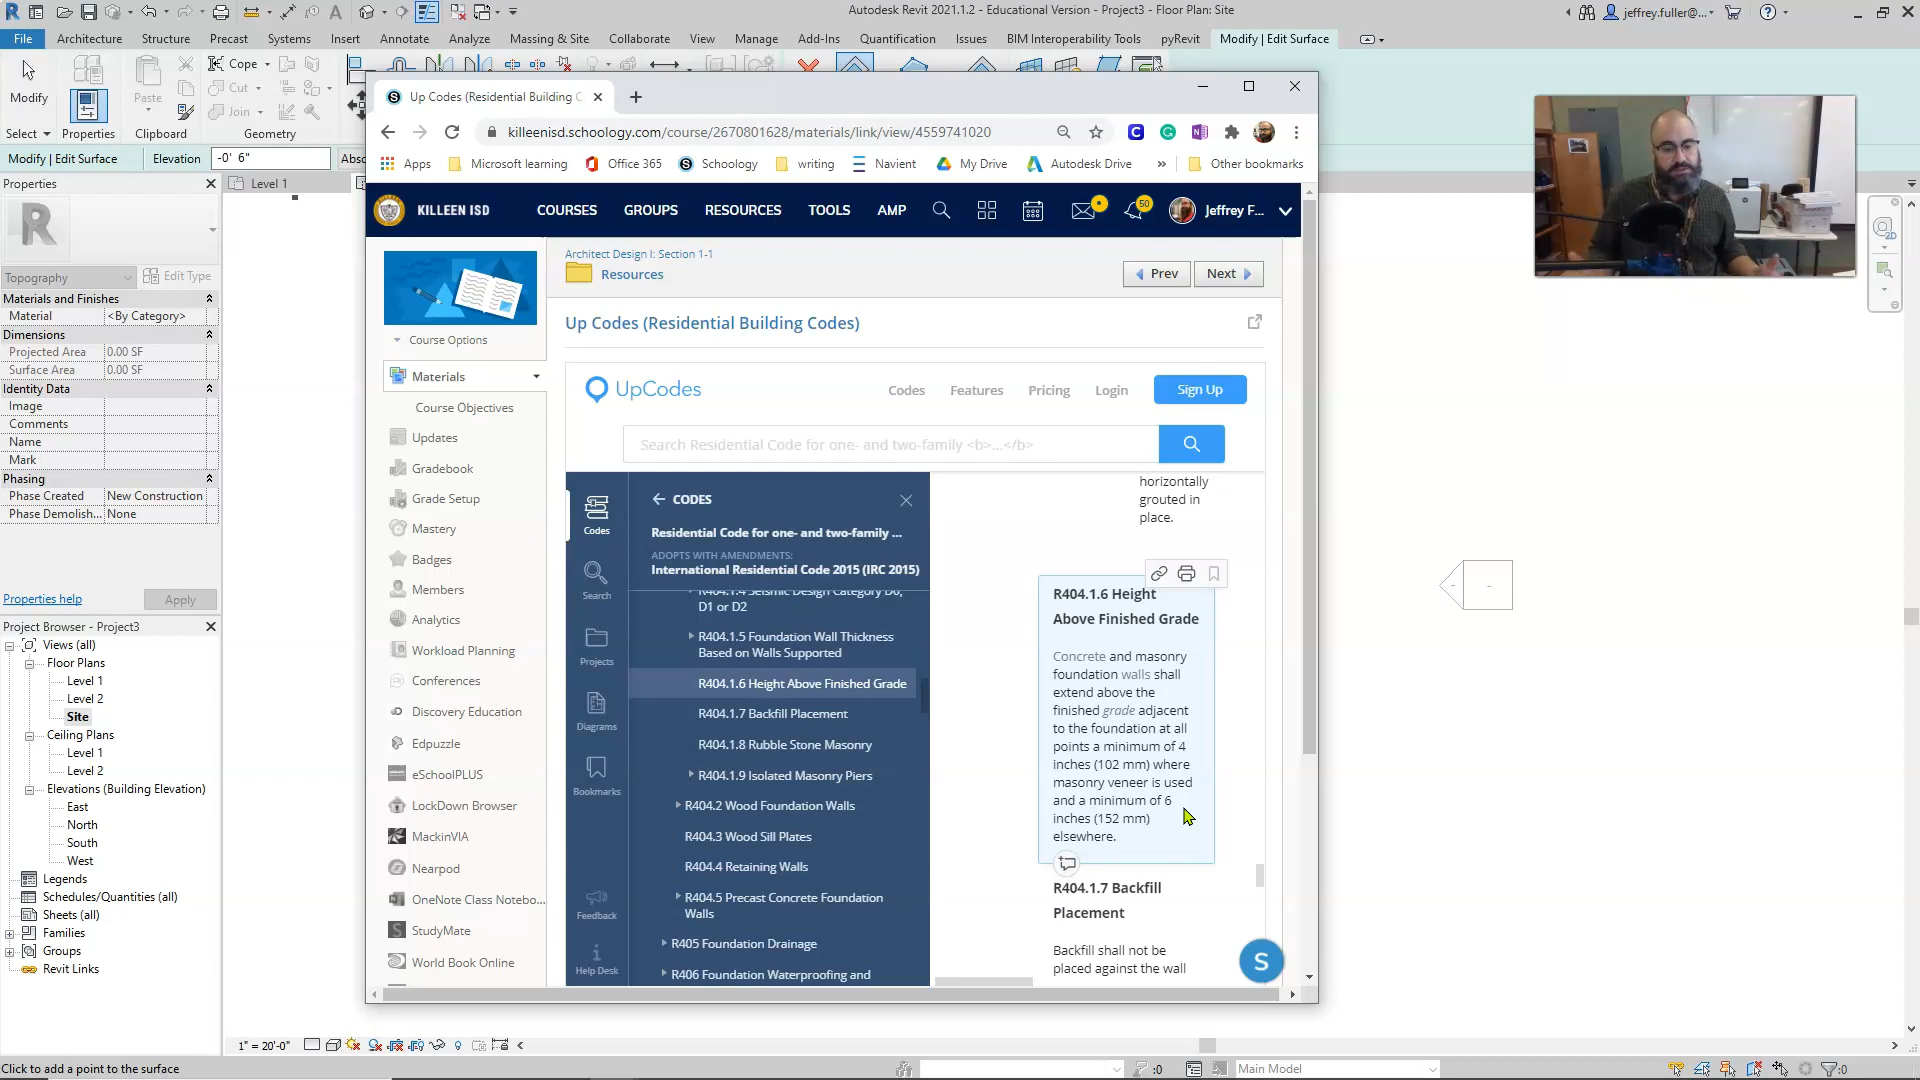 Autodesk Revit 2021.1.2 - Educational Version - Project3 - Floor Plan: Site
jeffrey.fuller@...
File Architecture Structure Precast Systems Insert Annotate Analyze Massing & Site Collaborate View Manage Add-Ins Quantification Issues BIM Interoperability Tools pyRevit Modify | Edit Surface
Modify
Paste
Cope
Cut
Join
Select Properties Clipboard Geometry
Modify | Edit Surface Elevation -0' 6"
Properties
Level 1
R
Topography Edit Type
Materials and Finishes
Material <By Category>
Dimensions
Projected Area 0.00 SF
Surface Area 0.00 SF
Identity Data
Image
Comments
Name
Mark
Phasing
Phase Created New Construction
Phase Demolish... None
Properties help Apply
Project Browser - Project3
Views (all)
Floor Plans
Level 1
Level 2
Site
Ceiling Plans
Level 1
Level 2
Elevations (Building Elevation)
East
North
South
West
Legends
Schedules/Quantities (all)
Sheets (all)
Families
Groups
Revit Links
1" = 20'-0"
Click to add a point to the surface
:0
Main Model
:0
2D
Up Codes (Residential Building C
killeenisd.schoology.com/course/2670801628/materials/link/view/4559741020
Apps Microsoft learning Office 365 Schoology writing Navient My Drive Autodesk Drive » Other bookmarks
KILLEEN ISD COURSES GROUPS RESOURCES TOOLS AMP 50 Jeffrey F...
Course Options
Materials
Course Objectives
Updates
Gradebook
Grade Setup
Mastery
Badges
Members
Analytics
Workload Planning
Conferences
Discovery Education
Edpuzzle
eSchoolPLUS
LockDown Browser
MackinVIA
Nearpod
OneNote Class Notebo...
StudyMate
World Book Online
Architect Design I: Section 1-1
Resources
Prev Next
Up Codes (Residential Building Codes)
UpCodes Codes Features Pricing Login Sign Up
Search Residential Code for one- and two-family <b>...</b>
Codes
Search
Projects
Diagrams
Bookmarks
Feedback
Help Desk
CODES
Residential Code for one- and two-family ...
ADOPTS WITH AMENDMENTS:
International Residential Code 2015 (IRC 2015)
R404.1.4 Seismic Design Category D0,
D1 or D2
R404.1.5 Foundation Wall Thickness
Based on Walls Supported
R404.1.6 Height Above Finished Grade
R404.1.7 Backfill Placement
R404.1.8 Rubble Stone Masonry
R404.1.9 Isolated Masonry Piers
R404.2 Wood Foundation Walls
R404.3 Wood Sill Plates
R404.4 Retaining Walls
R404.5 Precast Concrete Foundation
Walls
R405 Foundation Drainage
R406 Foundation Waterproofing and
horizontally
grouted in
place.
R404.1.6 Height
Above Finished Grade
Concrete and masonry
foundation walls shall
extend above the
finished grade adjacent
to the foundation at all
points a minimum of 4
inches (102 mm) where
masonry veneer is used
and a minimum of 6
inches (152 mm)
elsewhere.
R404.1.7 Backfill
Placement
Backfill shall not be
placed against the wall
S